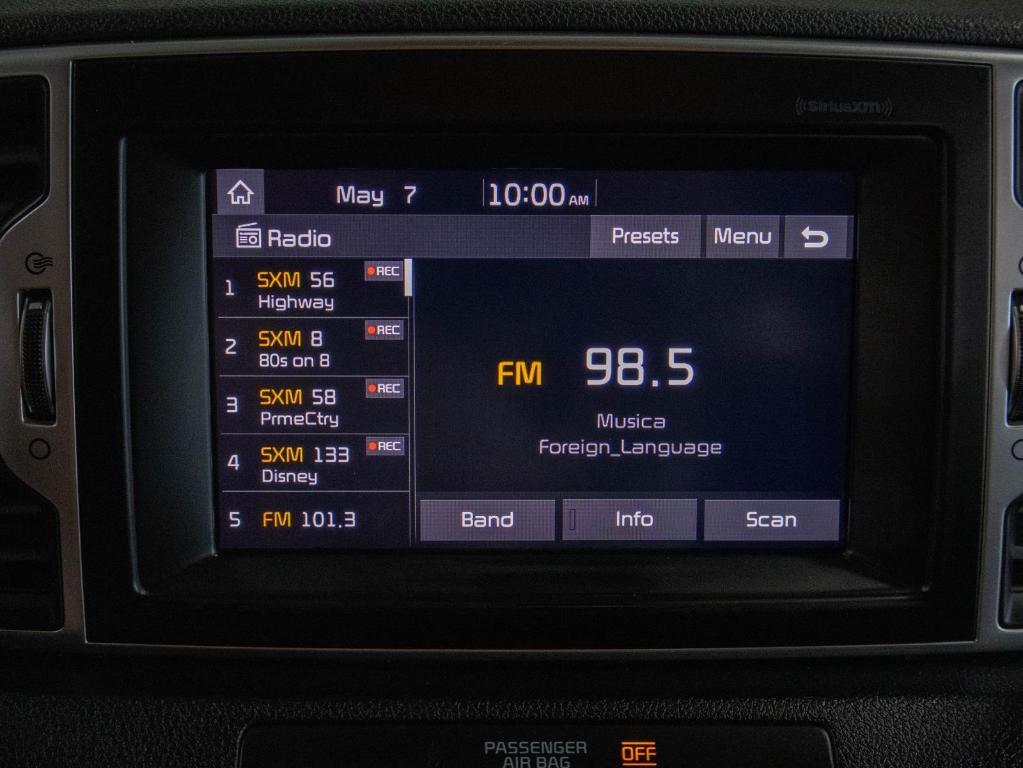 SiriusXM
May 7 10:00 AM
Radio Presets Menu
1 SXM 56 REC
Highway
2 SXM 8 REC
80s on 8
3 SXM 58 REC
PrmeCtry
4 SXM 133 REC
Disney
5 FM 101.3
FM 98.5
Musica
Foreign_Language
Band Info Scan
PASSENGER OFF
AIR BAG